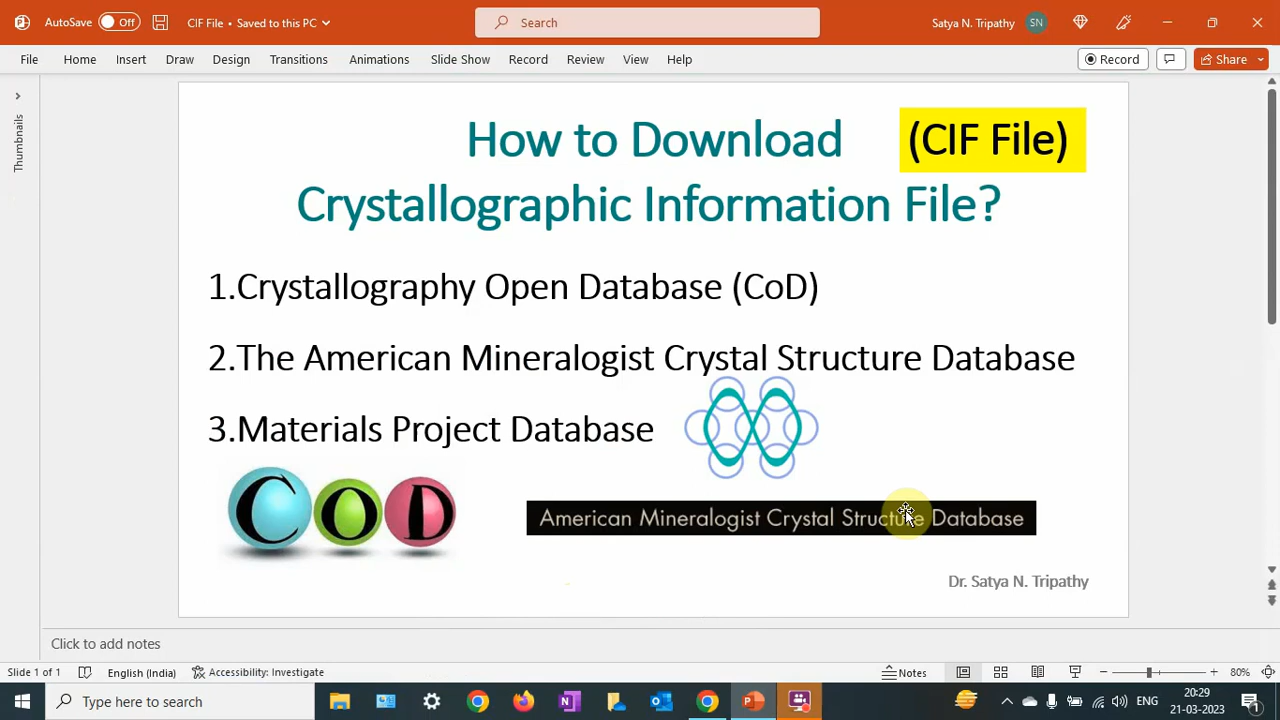 AutoSave Off CIF File • Saved to this PC Search Satya N. Tripathy SN
File Home Insert Draw Design Transitions Animations Slide Show Record Review View Help Record Share
Thumbnails
How to Download (CIF File)
Crystallographic Information File?
1.Crystallography Open Database (CoD)
2.The American Mineralogist Crystal Structure Database
3.Materials Project Database
COD
American Mineralogist Crystal Structure Database
Dr. Satya N. Tripathy
Click to add notes
Slide 1 of 1 English (India) Accessibility: Investigate Notes 80%
Type here to search ENG 20:29
21-03-2023 1